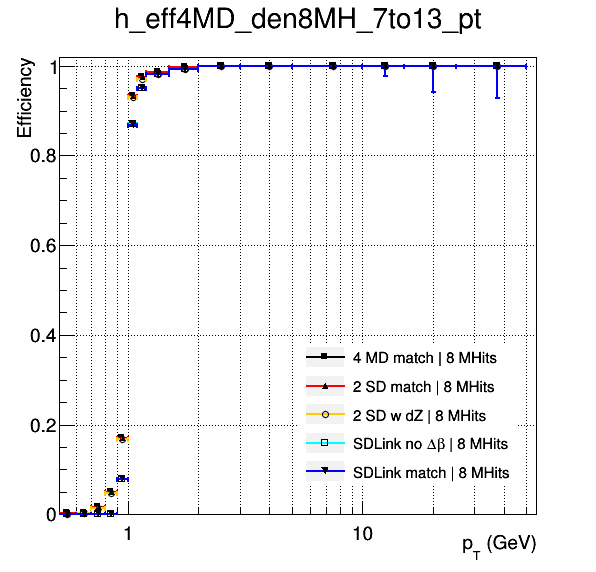 h_eff4MD_den8MH_7to13_pt
Efficiency
1
0.8
0.6
0.4
0.2
0
4 MD match | 8 MHits
2 SD match | 8 MHits
2 SD w dZ | 8 MHits
SDLink no Δβ | 8 MHits
SDLink match | 8 MHits
1 10
p_T (GeV)